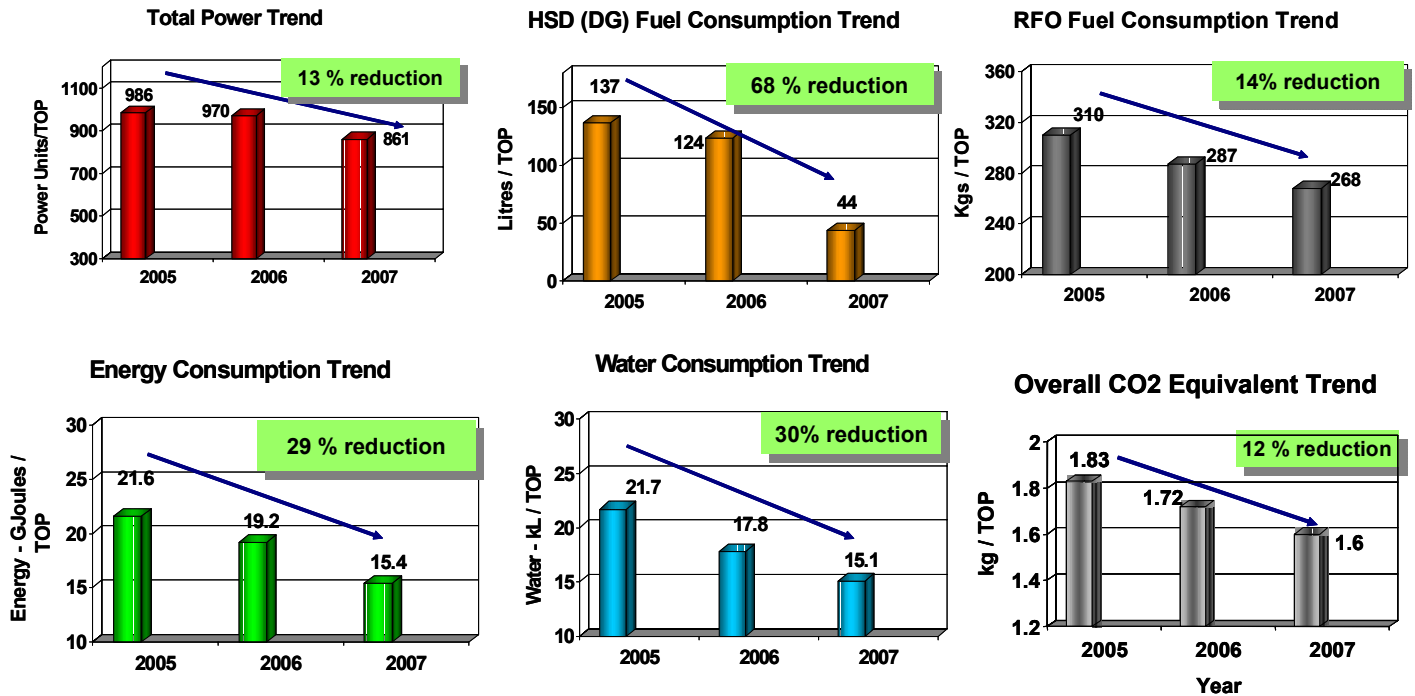 Total Power Trend
13 % reduction
Power Units/TOP
1100
900
700
500
300
986
970
861
2005 2006 2007
HSD (DG) Fuel Consumption Trend
68 % reduction
Litres / TOP
150
100
50
0
137
124
44
2005 2006 2007
RFO Fuel Consumption Trend
14% reduction
Kgs / TOP
360
320
280
240
200
310
287
268
2005 2006 2007
Energy Consumption Trend
29 % reduction
Energy - GJoules /
TOP
30
25
20
15
10
21.6
19.2
15.4
2005 2006 2007
Water Consumption Trend
30% reduction
Water - kL / TOP
30
25
20
15
10
21.7
17.8
15.1
2005 2006 2007
Overall CO2 Equivalent Trend
12 % reduction
kg / TOP
2
1.8
1.6
1.4
1.2
1.83
1.72
1.6
2005 2006 2007
Year